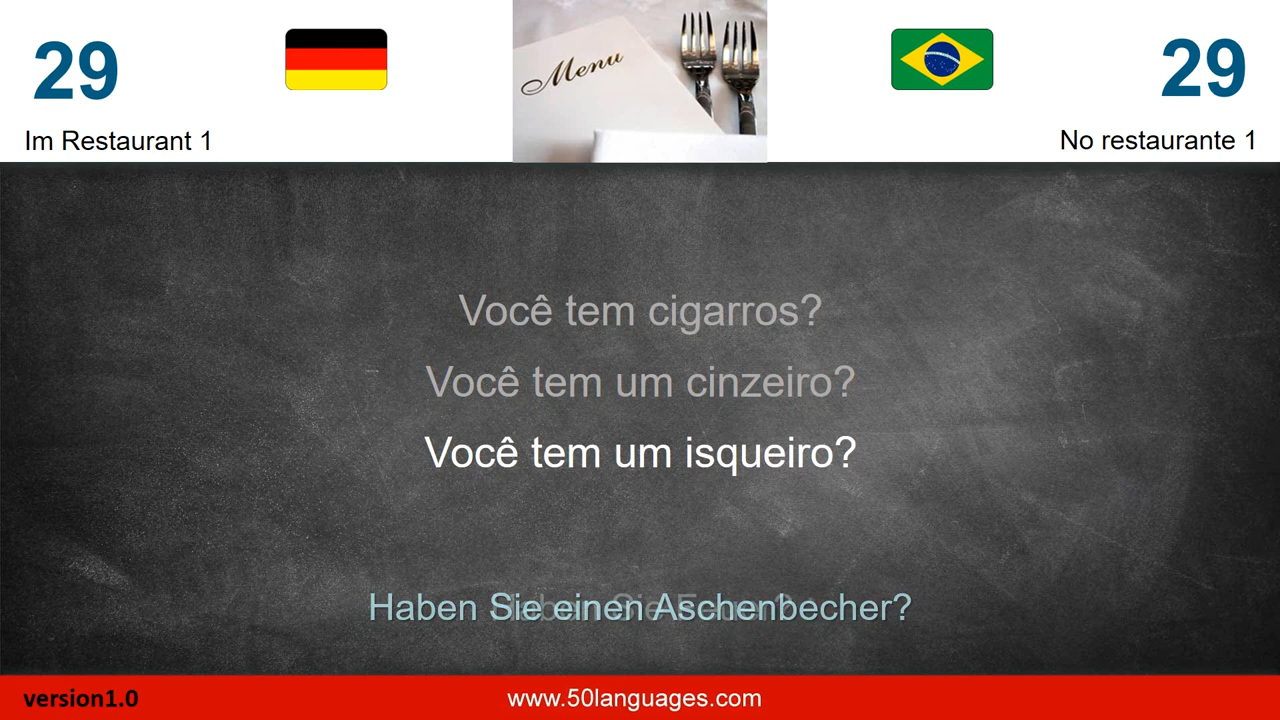 29
29
Menu
Im Restaurant 1
No restaurante 1
Você tem cigarros?
Você tem um cinzeiro?
Você tem um isqueiro?
Haben Sie einen Aschenbecher?
version1.0
www.50languages.com